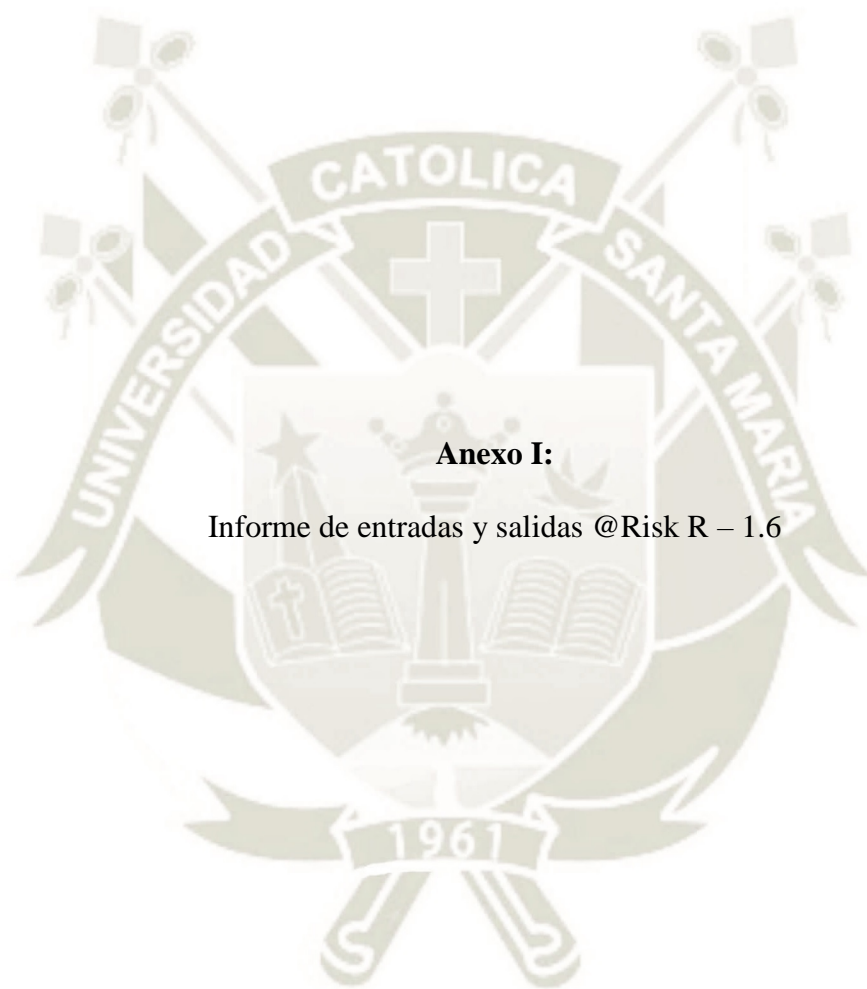 CATOLICA
UNIVERSIDAD
SANTA MARIA
Anexo I:
Informe de entradas y salidas @Risk R – 1.6
1961